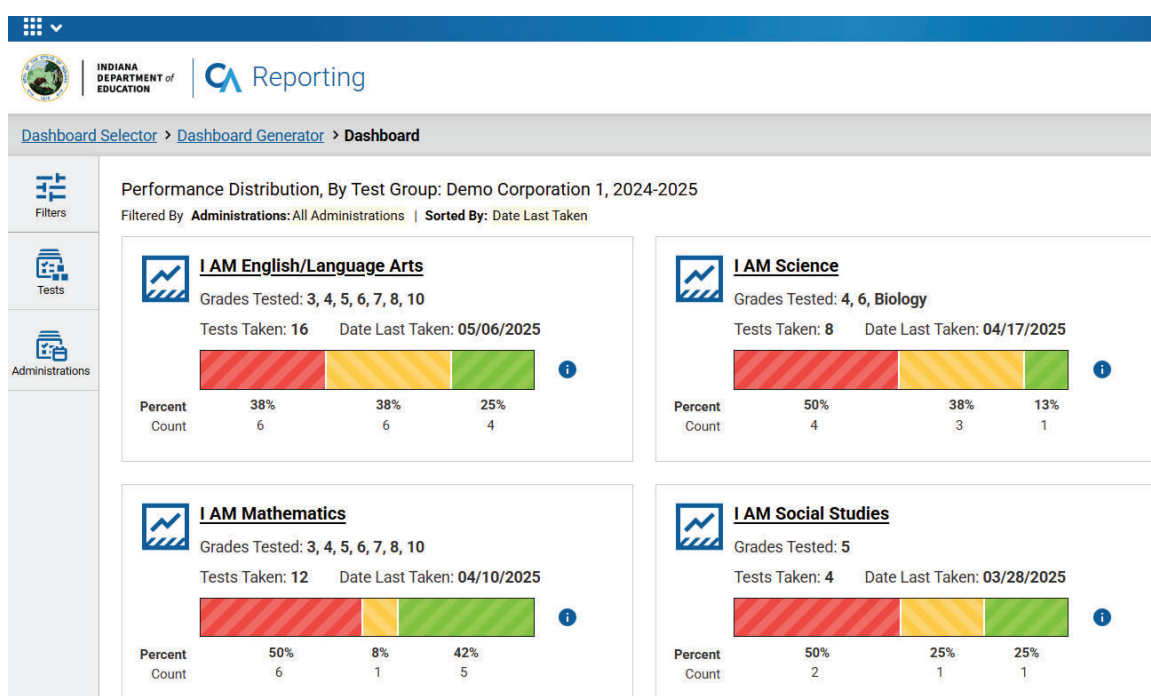 INDIANA
DEPARTMENT of
EDUCATION
CA Reporting
Dashboard Selector > Dashboard Generator > Dashboard
Filters
Tests
Administrations
Performance Distribution, By Test Group: Demo Corporation 1, 2024-2025
Filtered By Administrations: All Administrations | Sorted By: Date Last Taken
I AM English/Language Arts
Grades Tested: 3, 4, 5, 6, 7, 8, 10
Tests Taken: 16 Date Last Taken: 05/06/2025
Percent 38% 38% 25%
Count 6 6 4
I AM Science
Grades Tested: 4, 6, Biology
Tests Taken: 8 Date Last Taken: 04/17/2025
Percent 50% 38% 13%
Count 4 3 1
I AM Mathematics
Grades Tested: 3, 4, 5, 6, 7, 8, 10
Tests Taken: 12 Date Last Taken: 04/10/2025
Percent 50% 8% 42%
Count 6 1 5
I AM Social Studies
Grades Tested: 5
Tests Taken: 4 Date Last Taken: 03/28/2025
Percent 50% 25% 25%
Count 2 1 1